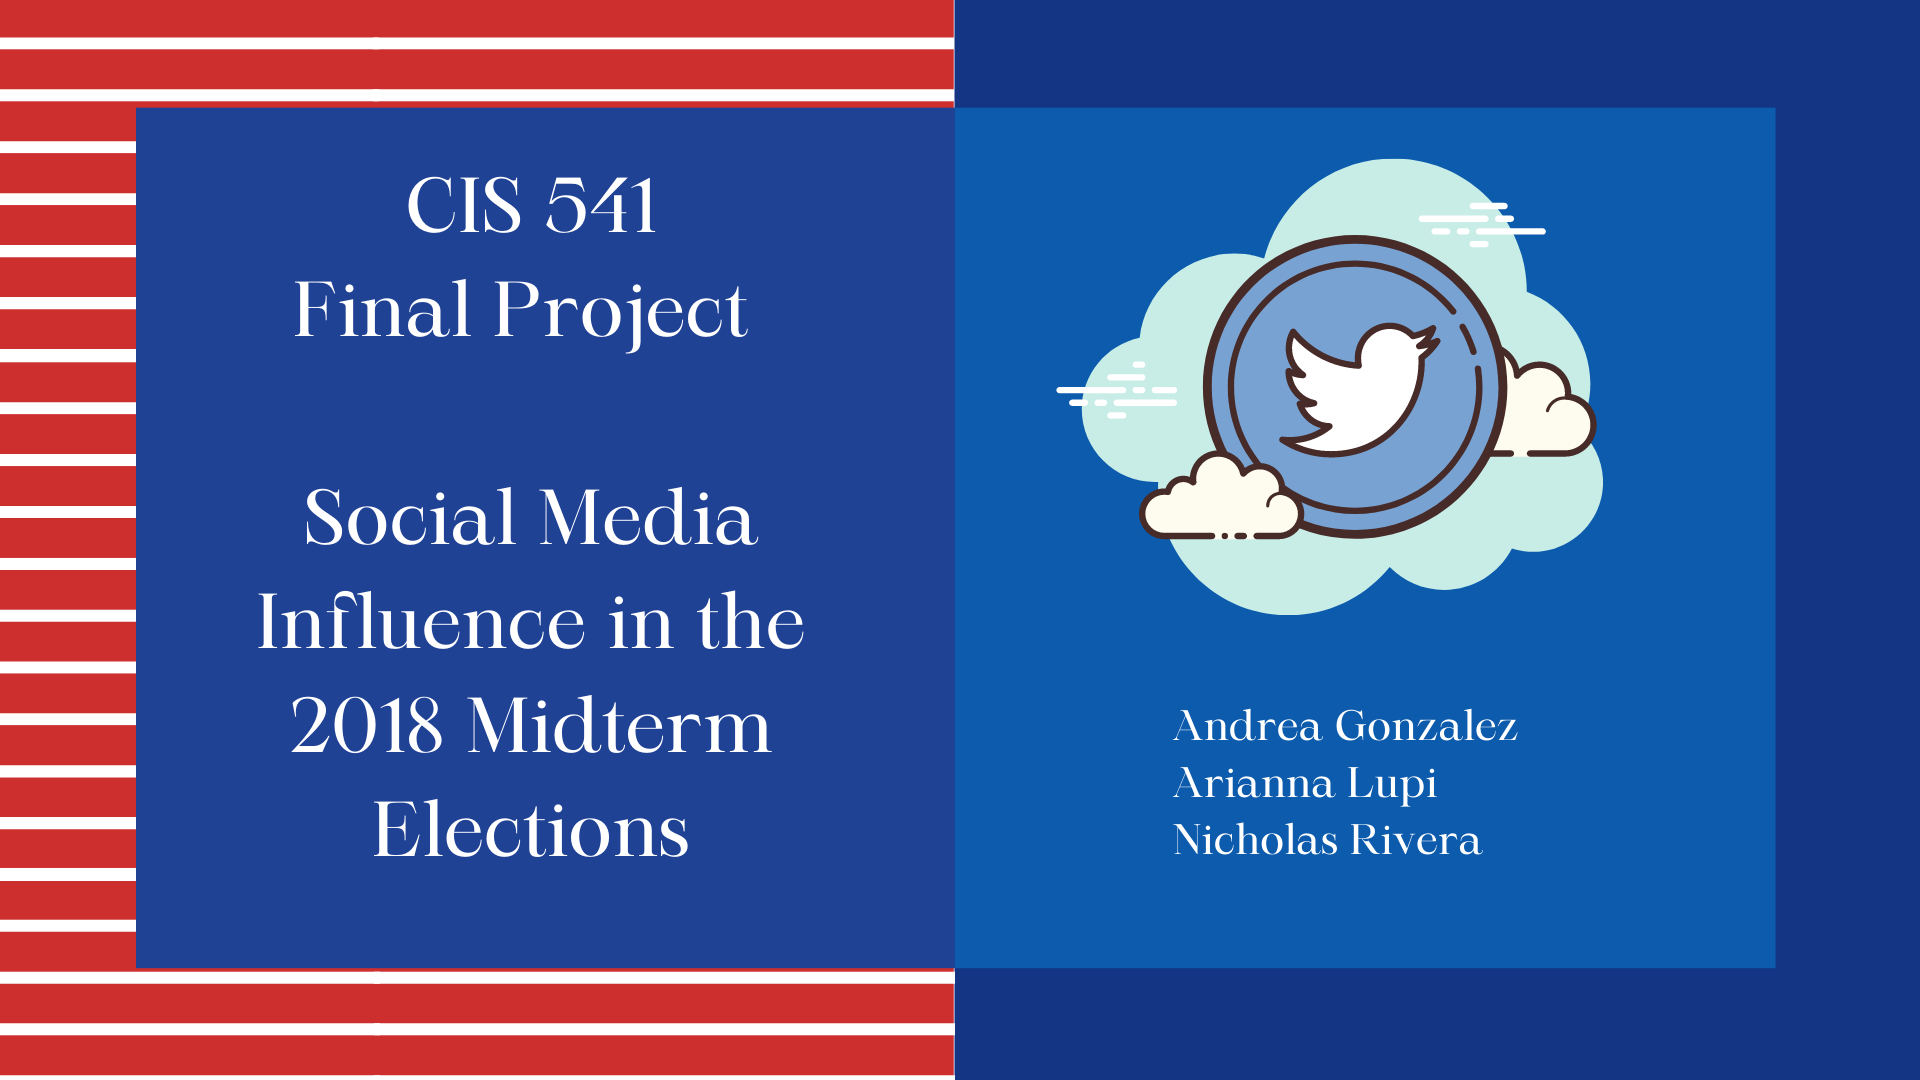 CIS 541
Final Project
Social Media
Influence in the
2018 Midterm
Elections
Andrea Gonzalez
Arianna Lupi
Nicholas Rivera